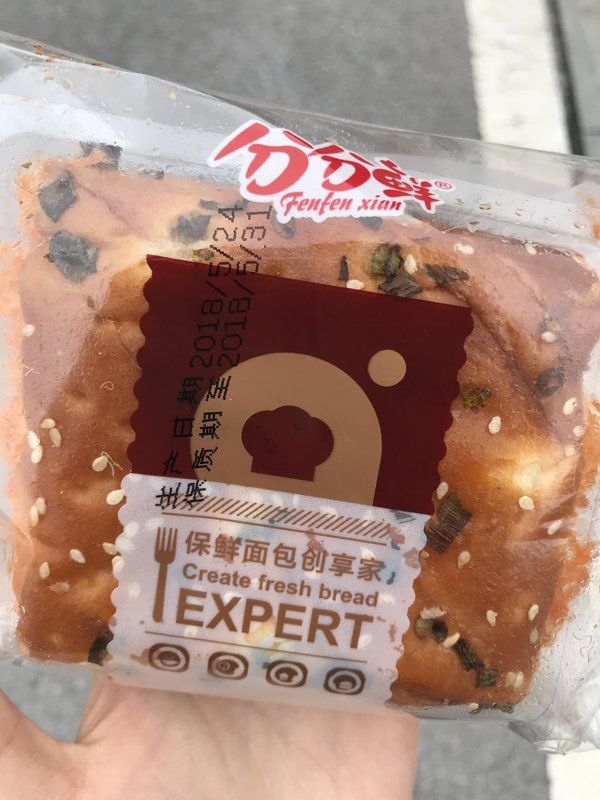 分分鲜®
Fenfen xian
生产日期 2018/5/24
保质期至 2018/5/31
保鲜面包创享家
Create fresh bread
EXPERT